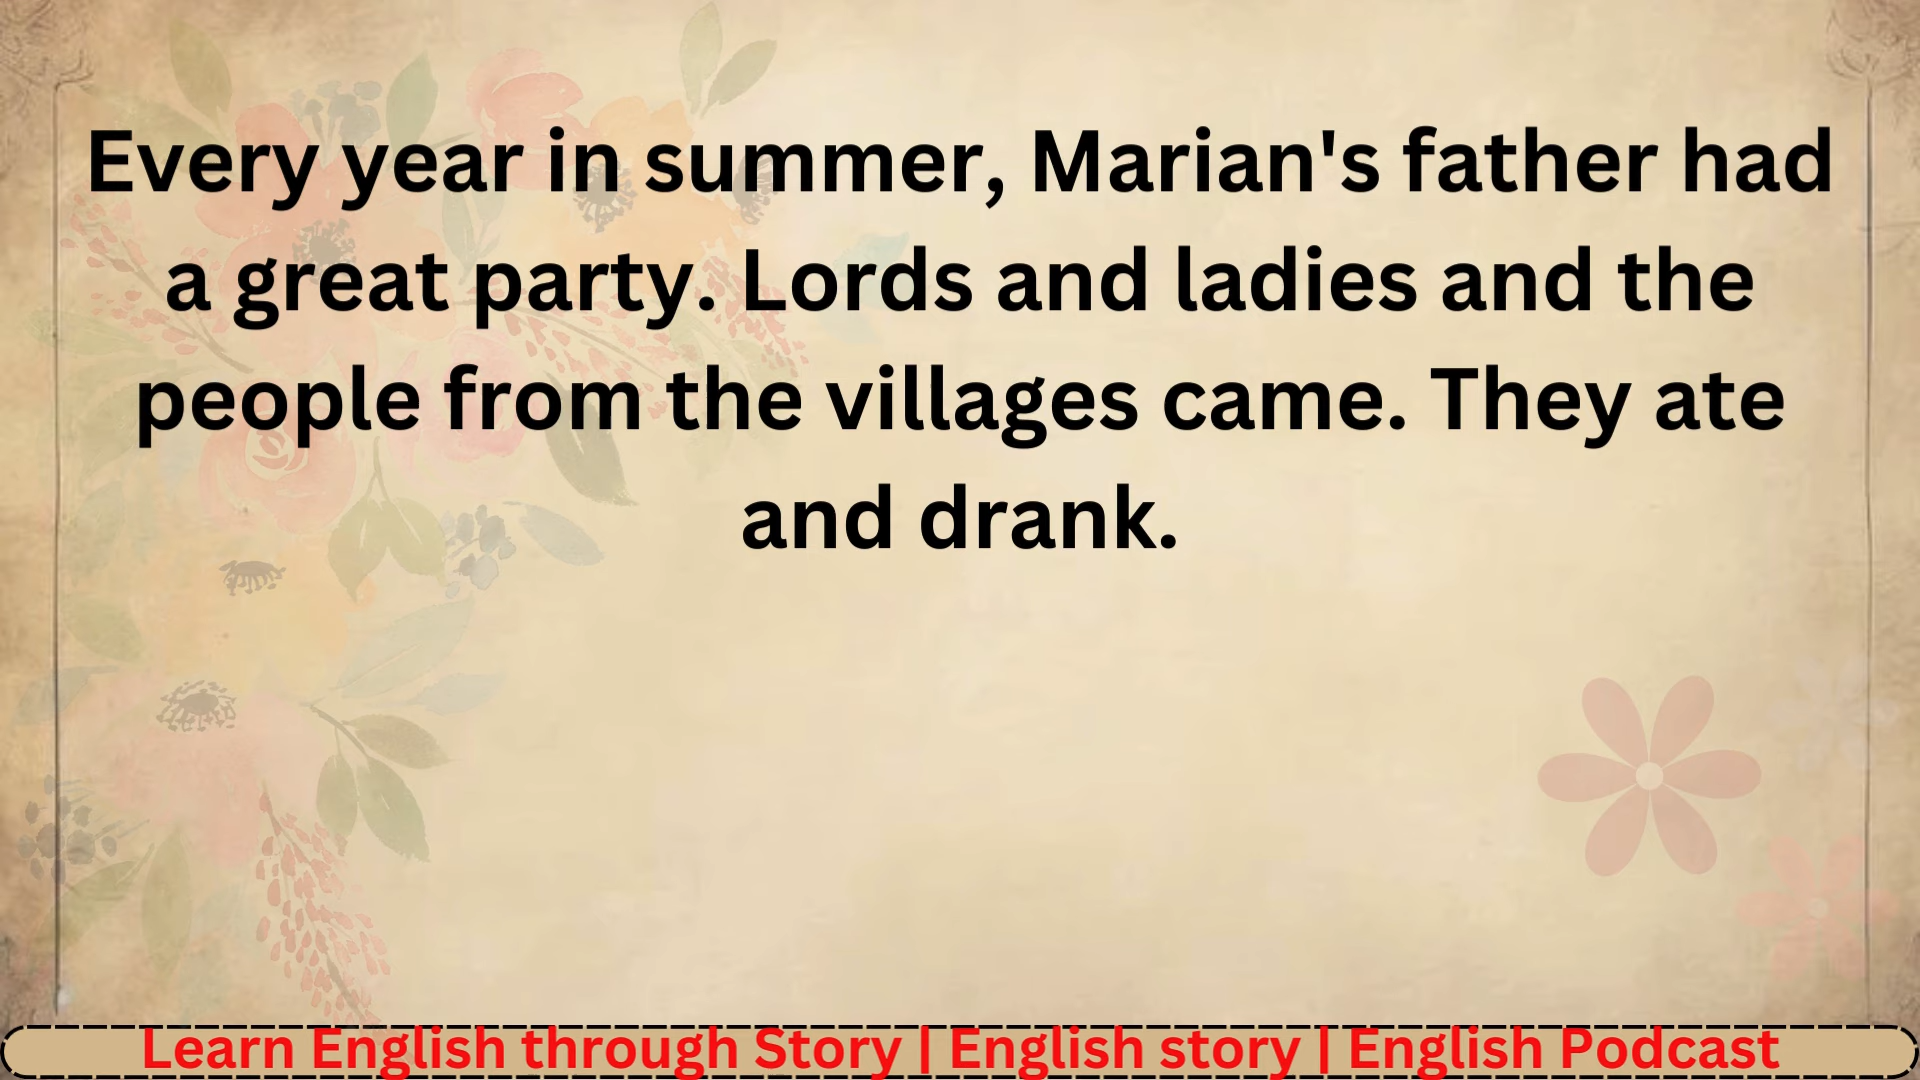 Every year in summer, Marian's father had
a great party. Lords and ladies and the
people from the villages came. They ate
and drank.
Learn English through Story | English story | English Podcast